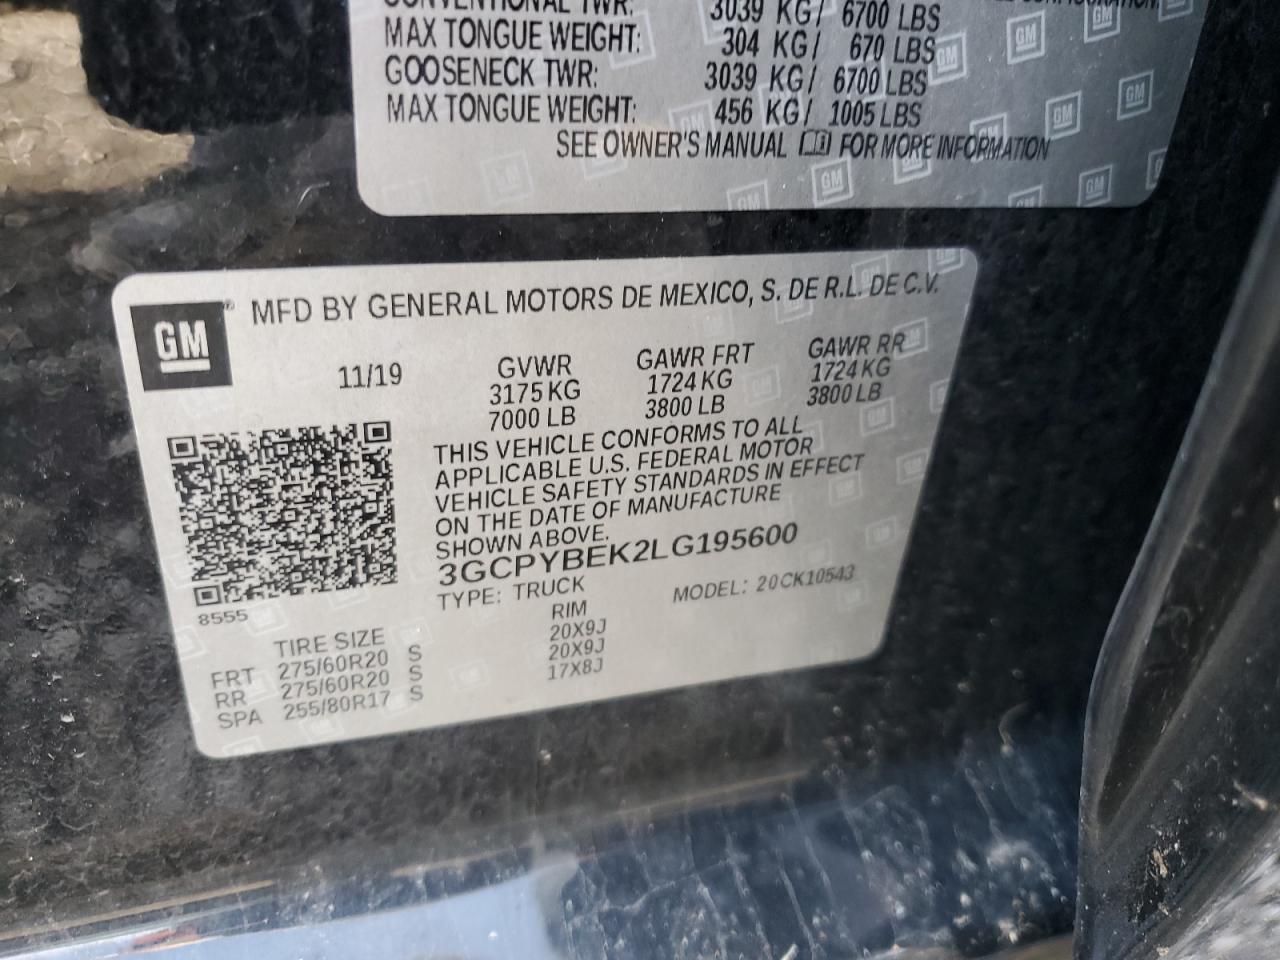 CONVENTIONAL TWR: 3039 KG/ 6700 LBS
MAX TONGUE WEIGHT: 304 KG/ 670 LBS
GOOSENECK TWR: 3039 KG/ 6700 LBS
MAX TONGUE WEIGHT: 456 KG/ 1005 LBS
SEE OWNER'S MANUAL FOR MORE INFORMATION
GM ® MFD BY GENERAL MOTORS DE MEXICO, S. DE R.L. DE C.V.
11/19 GVWR GAWR FRT GAWR RR
3175 KG 1724 KG 1724 KG
7000 LB 3800 LB 3800 LB
THIS VEHICLE CONFORMS TO ALL
APPLICABLE U.S. FEDERAL MOTOR
VEHICLE SAFETY STANDARDS IN EFFECT
ON THE DATE OF MANUFACTURE
SHOWN ABOVE.
3GCPYBEK2LG195600
TYPE: TRUCK MODEL: 20CK10543
8555
TIRE SIZE RIM
FRT 275/60R20 S 20X9J
RR 275/60R20 S 20X9J
SPA 255/80R17 S 17X8J